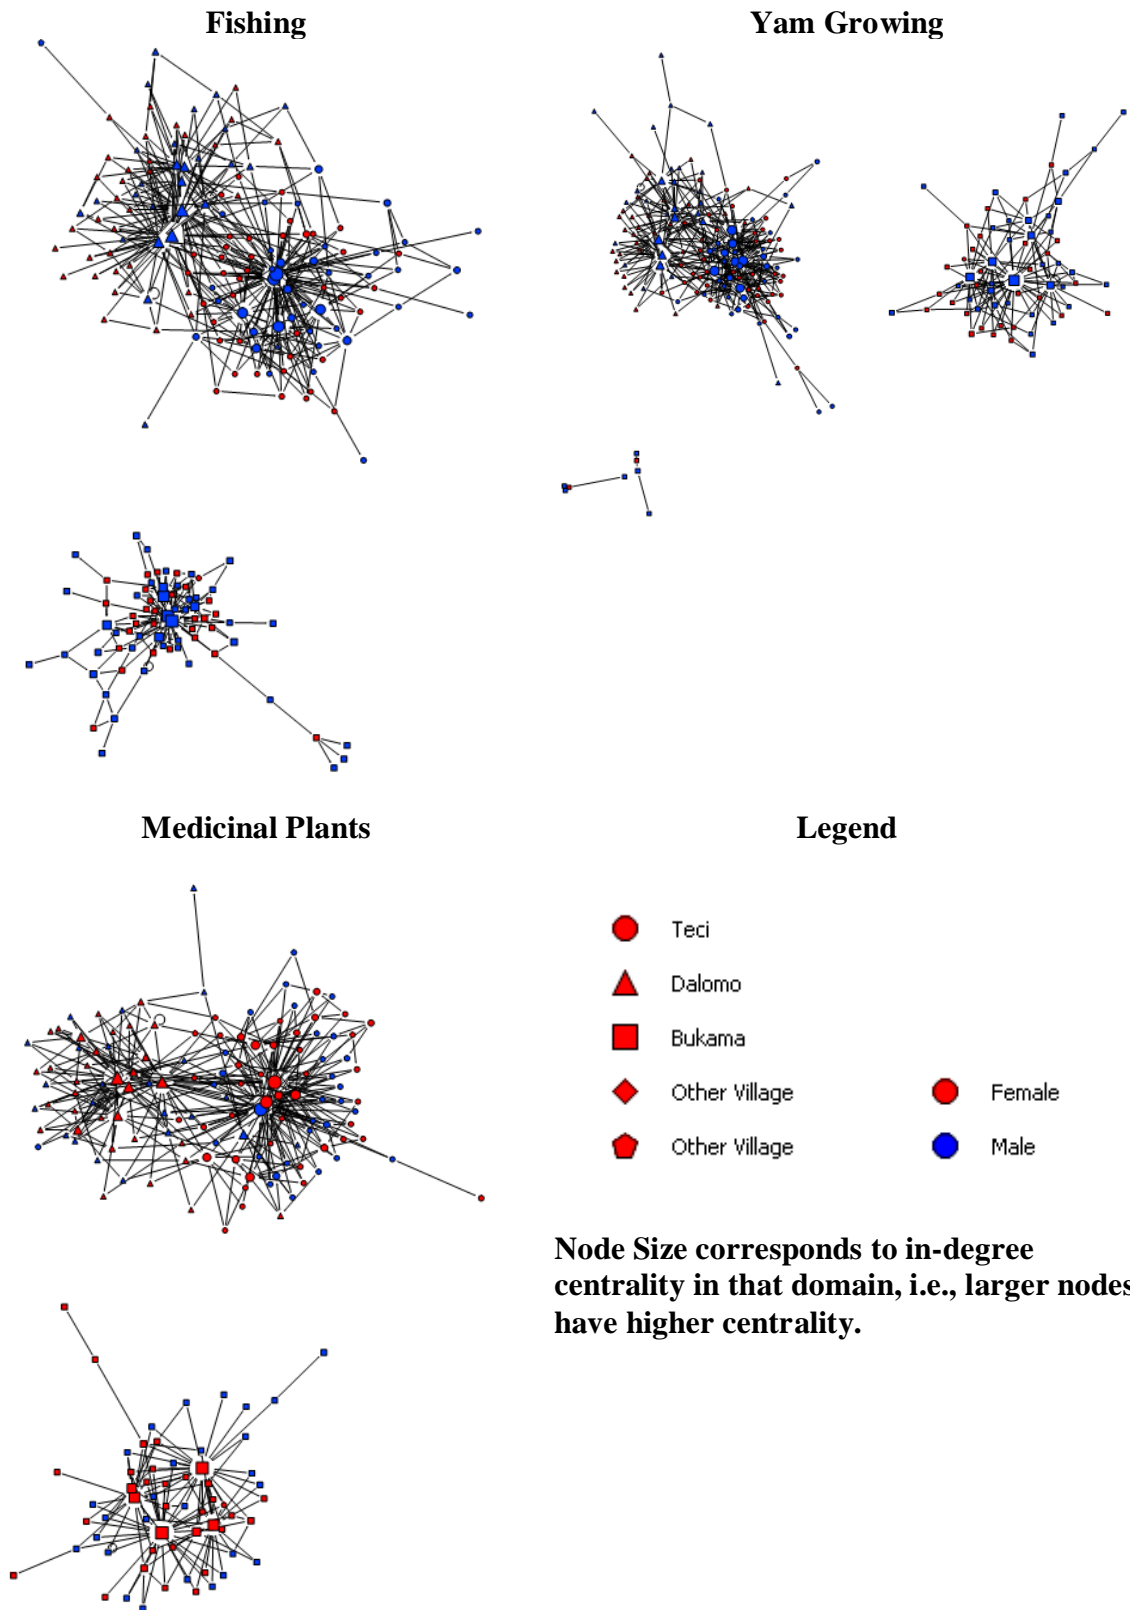 Fishing
Yam Growing
Medicinal Plants
Legend
Teci
Dalomo
Bukama
Other Village
Female
Other Village
Male
Node Size corresponds to in-degree
centrality in that domain, i.e., larger nodes
have higher centrality.